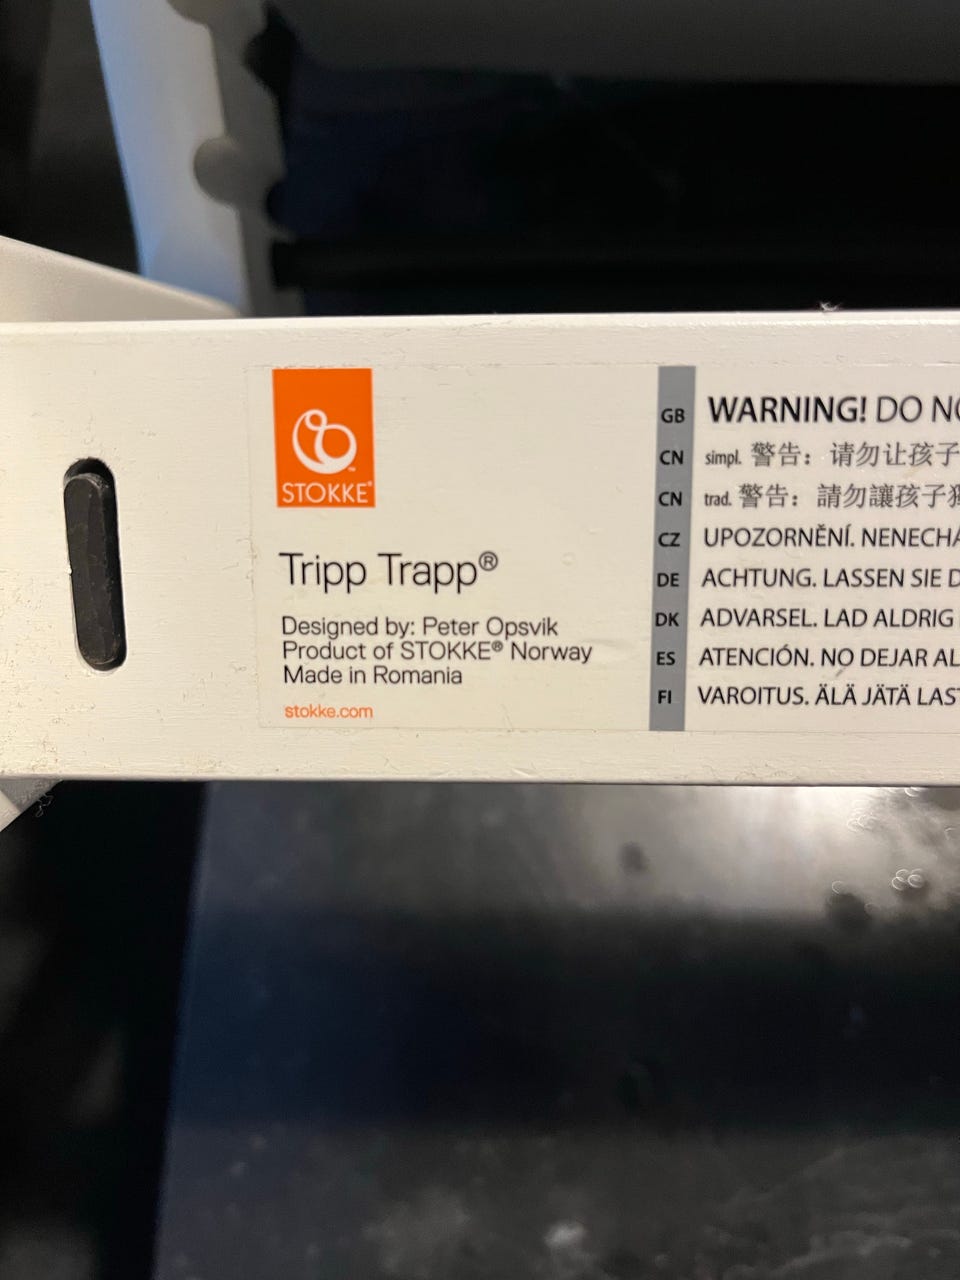 STOKKE®
Tripp Trapp®
Designed by: Peter Opsvik
Product of STOKKE® Norway
Made in Romania
stokke.com
GB WARNING! DO
CN simpl. 警告：请勿让孩子
CN trad. 警告：請勿讓孩子
CZ UPOZORNĚNÍ.
DE ACHTUNG. LASSEN SIE
DK ADVARSEL. LAD ALDRIG
ES ATENCIÓN. NO DEJAR
FI VAROITUS. ÄLÄ JÄTÄ